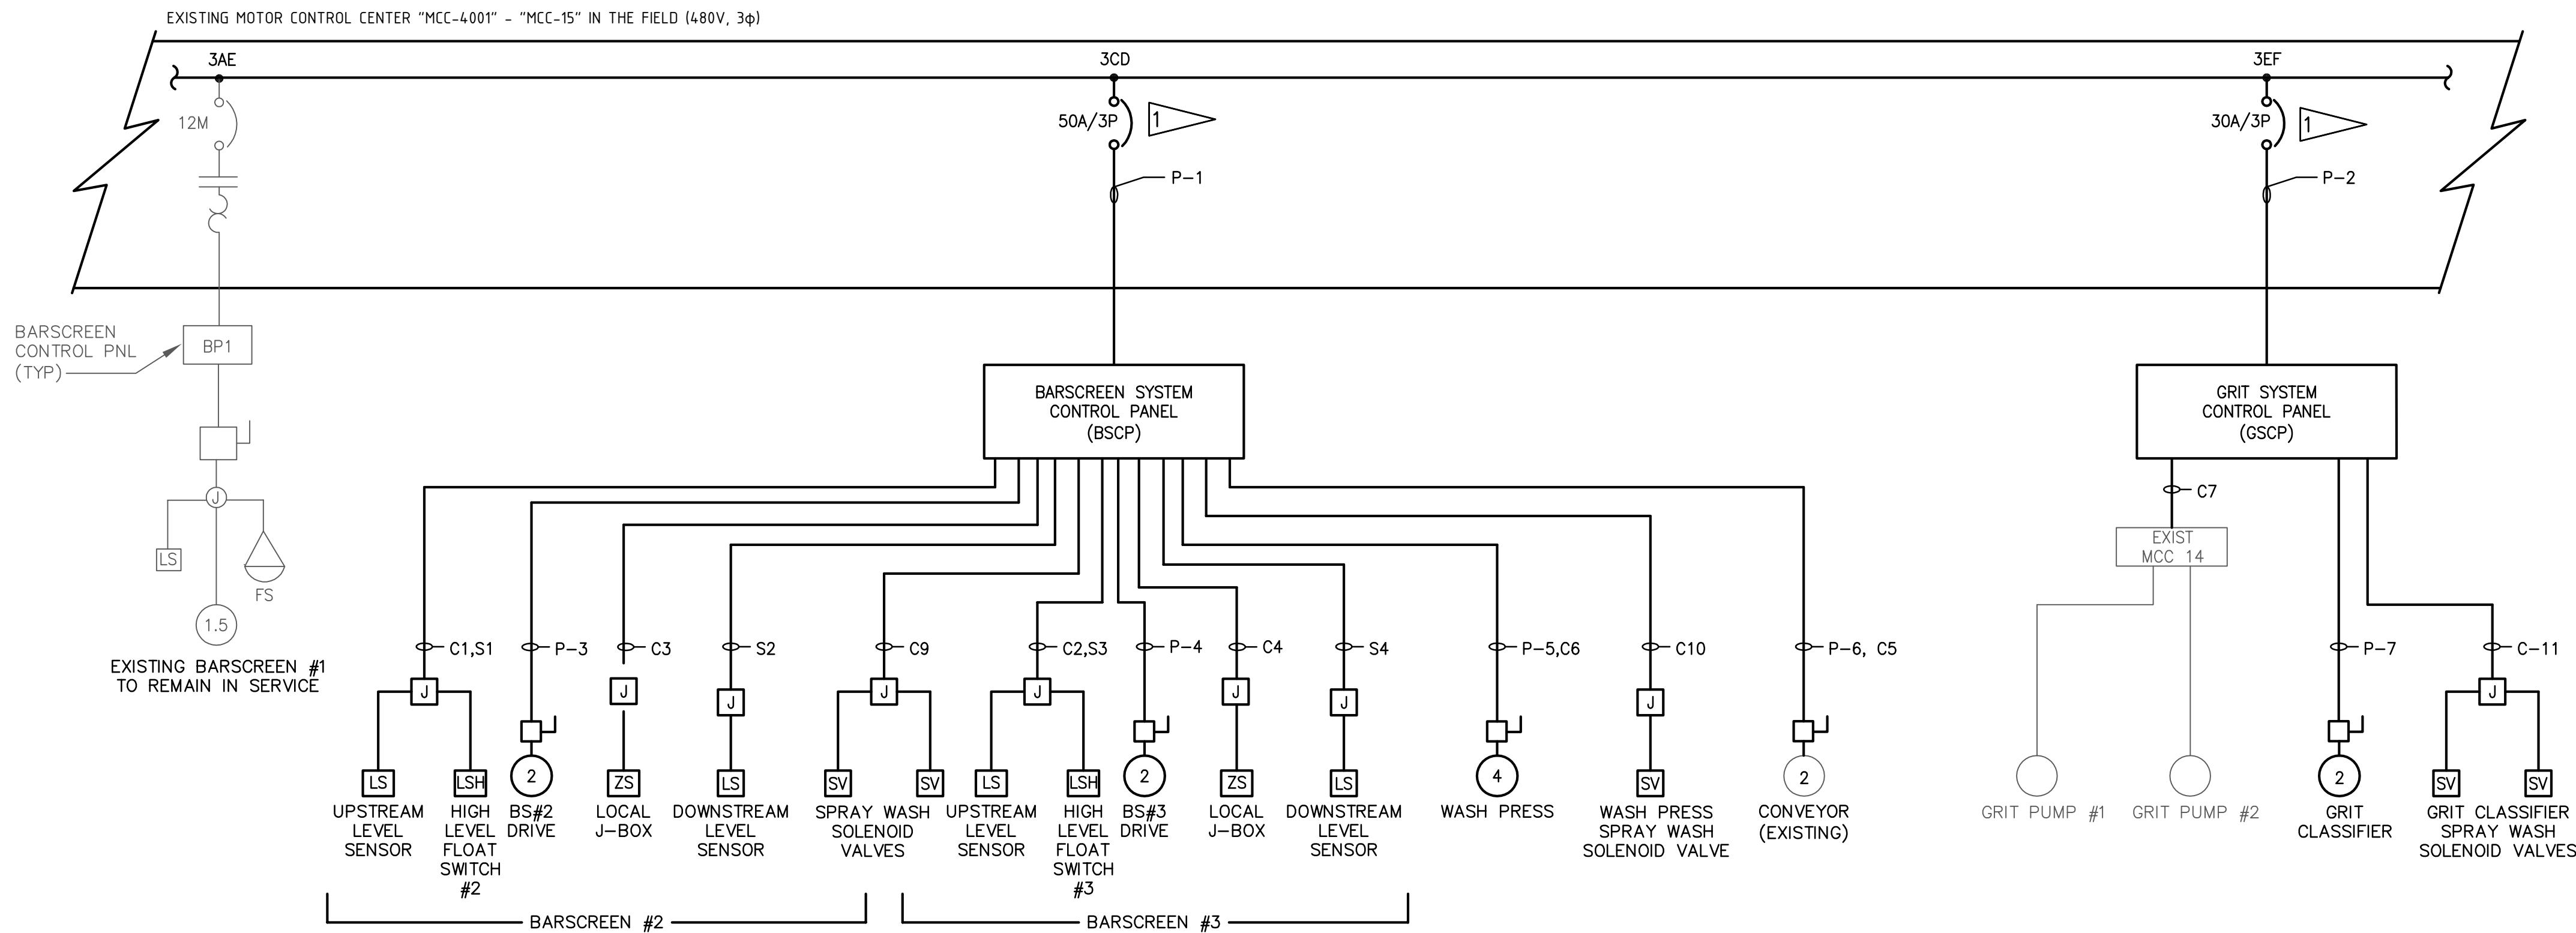 EXISTING MOTOR CONTROL CENTER "MCC-4001" - "MCC-15" IN THE FIELD (480V, 3ϕ)
3AE
3CD
3EF
12M
50A/3P
1
30A/3P
1
P-1
P-2
BARSCREEN
CONTROL PNL
(TYP)
BP1
BARSCREEN SYSTEM
CONTROL PANEL
(BSCP)
GRIT SYSTEM
CONTROL PANEL
(GSCP)
J
LS
FS
1.5
EXISTING BARSCREEN #1
TO REMAIN IN SERVICE
C7
EXIST
MCC 14
C1,S1
P-3
C3
S2
C9
C2,S3
P-4
C4
S4
P-5,C6
C10
P-6, C5
P-7
C-11
J
J
J
J
J
J
J
J
J
LS
LSH
2
ZS
LS
SV
SV
LS
LSH
2
ZS
LS
4
SV
2
2
SV
SV
UPSTREAM
LEVEL
SENSOR
HIGH
LEVEL
FLOAT
SWITCH
#2
BS#2
DRIVE
LOCAL
J-BOX
DOWNSTREAM
LEVEL
SENSOR
SPRAY WASH
SOLENOID
VALVES
UPSTREAM
LEVEL
SENSOR
HIGH
LEVEL
FLOAT
SWITCH
#3
BS#3
DRIVE
LOCAL
J-BOX
DOWNSTREAM
LEVEL
SENSOR
WASH PRESS
WASH PRESS
SPRAY WASH
SOLENOID VALVE
CONVEYOR
(EXISTING)
GRIT PUMP #1
GRIT PUMP #2
GRIT
CLASSIFIER
GRIT CLASSIFIER
SPRAY WASH
SOLENOID VALVES
BARSCREEN #2
BARSCREEN #3